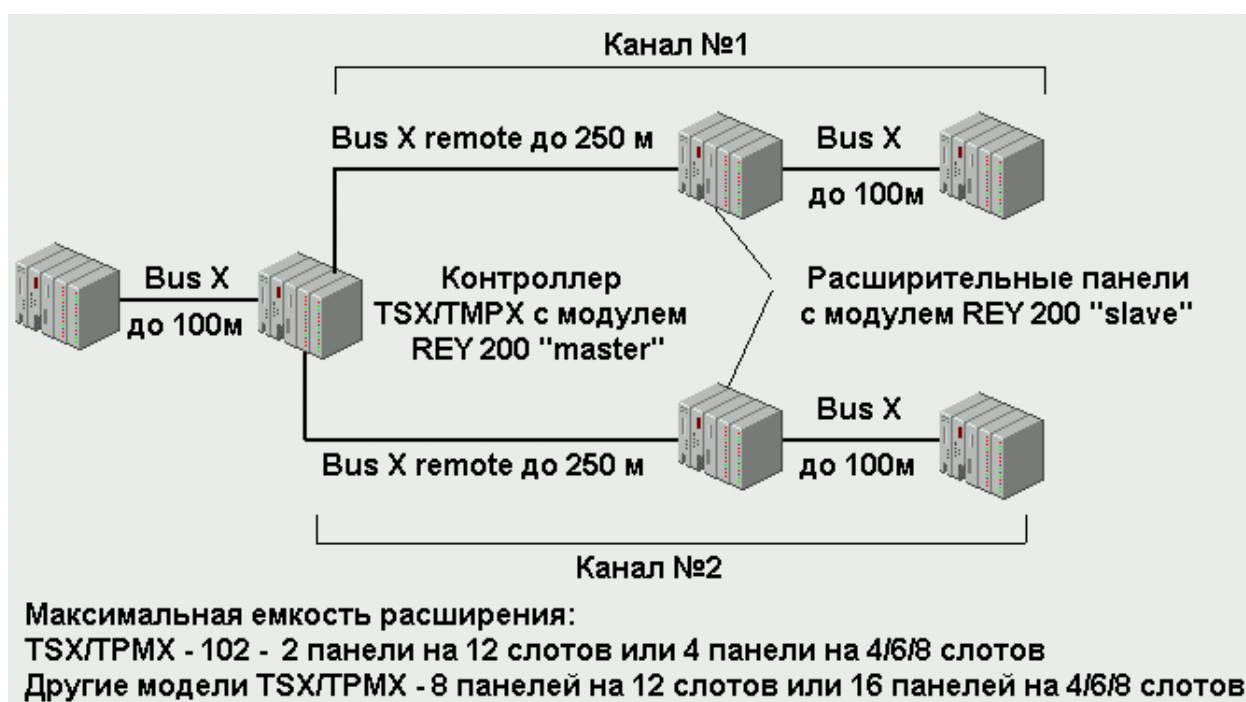 Канал №1
Bus X remote до 250 м
Bus X
до 100м
Bus X
до 100м
Контроллер
TSX/TMPX с модулем
REY 200 "master"
Расширительные панели
с модулем REY 200 "slave"
Bus X remote до 250 м
Bus X
до 100м
Канал №2
Максимальная емкость расширения:
TSX/TPMX - 102 - 2 панели на 12 слотов или 4 панели на 4/6/8 слотов
Другие модели TSX/TPMX - 8 панелей на 12 слотов или 16 панелей на 4/6/8 слотов